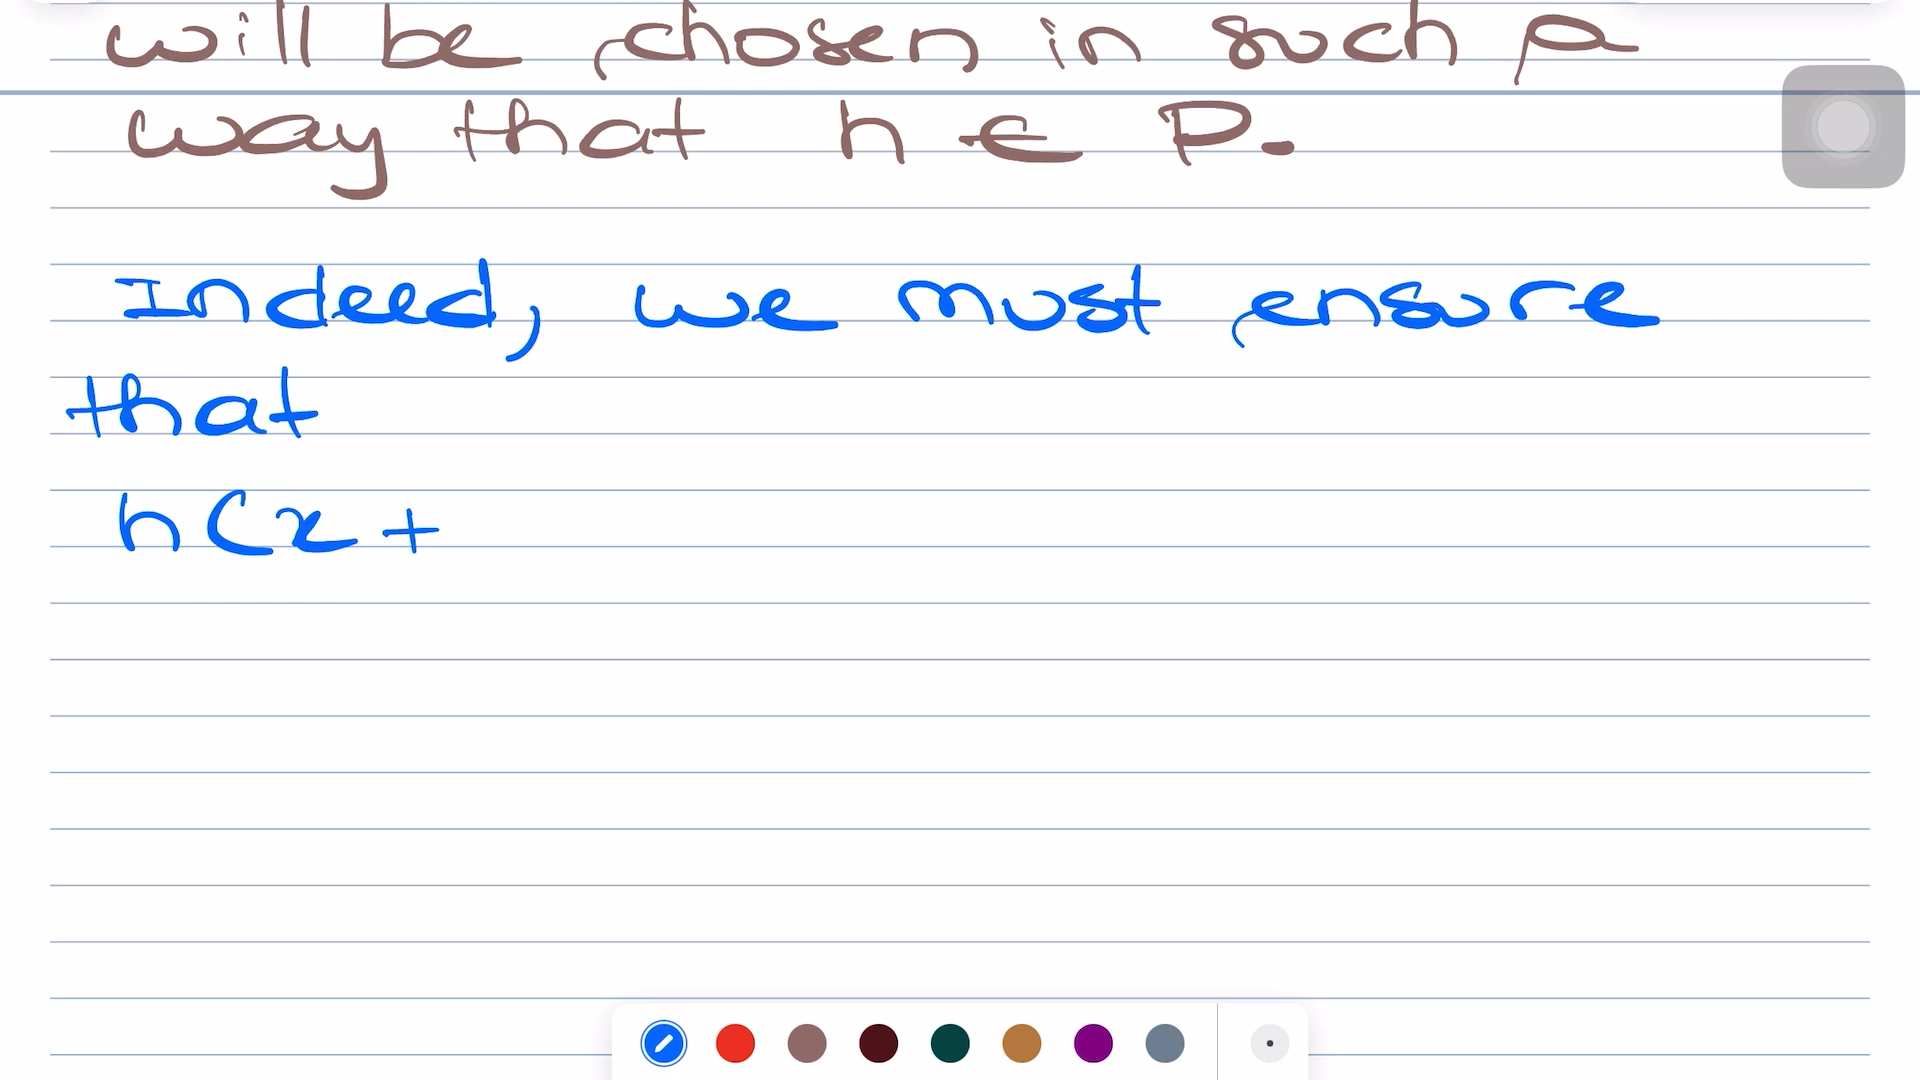 will be chosen in such a
way that h ∈ P.
Indeed, we must ensure
that
h(x +